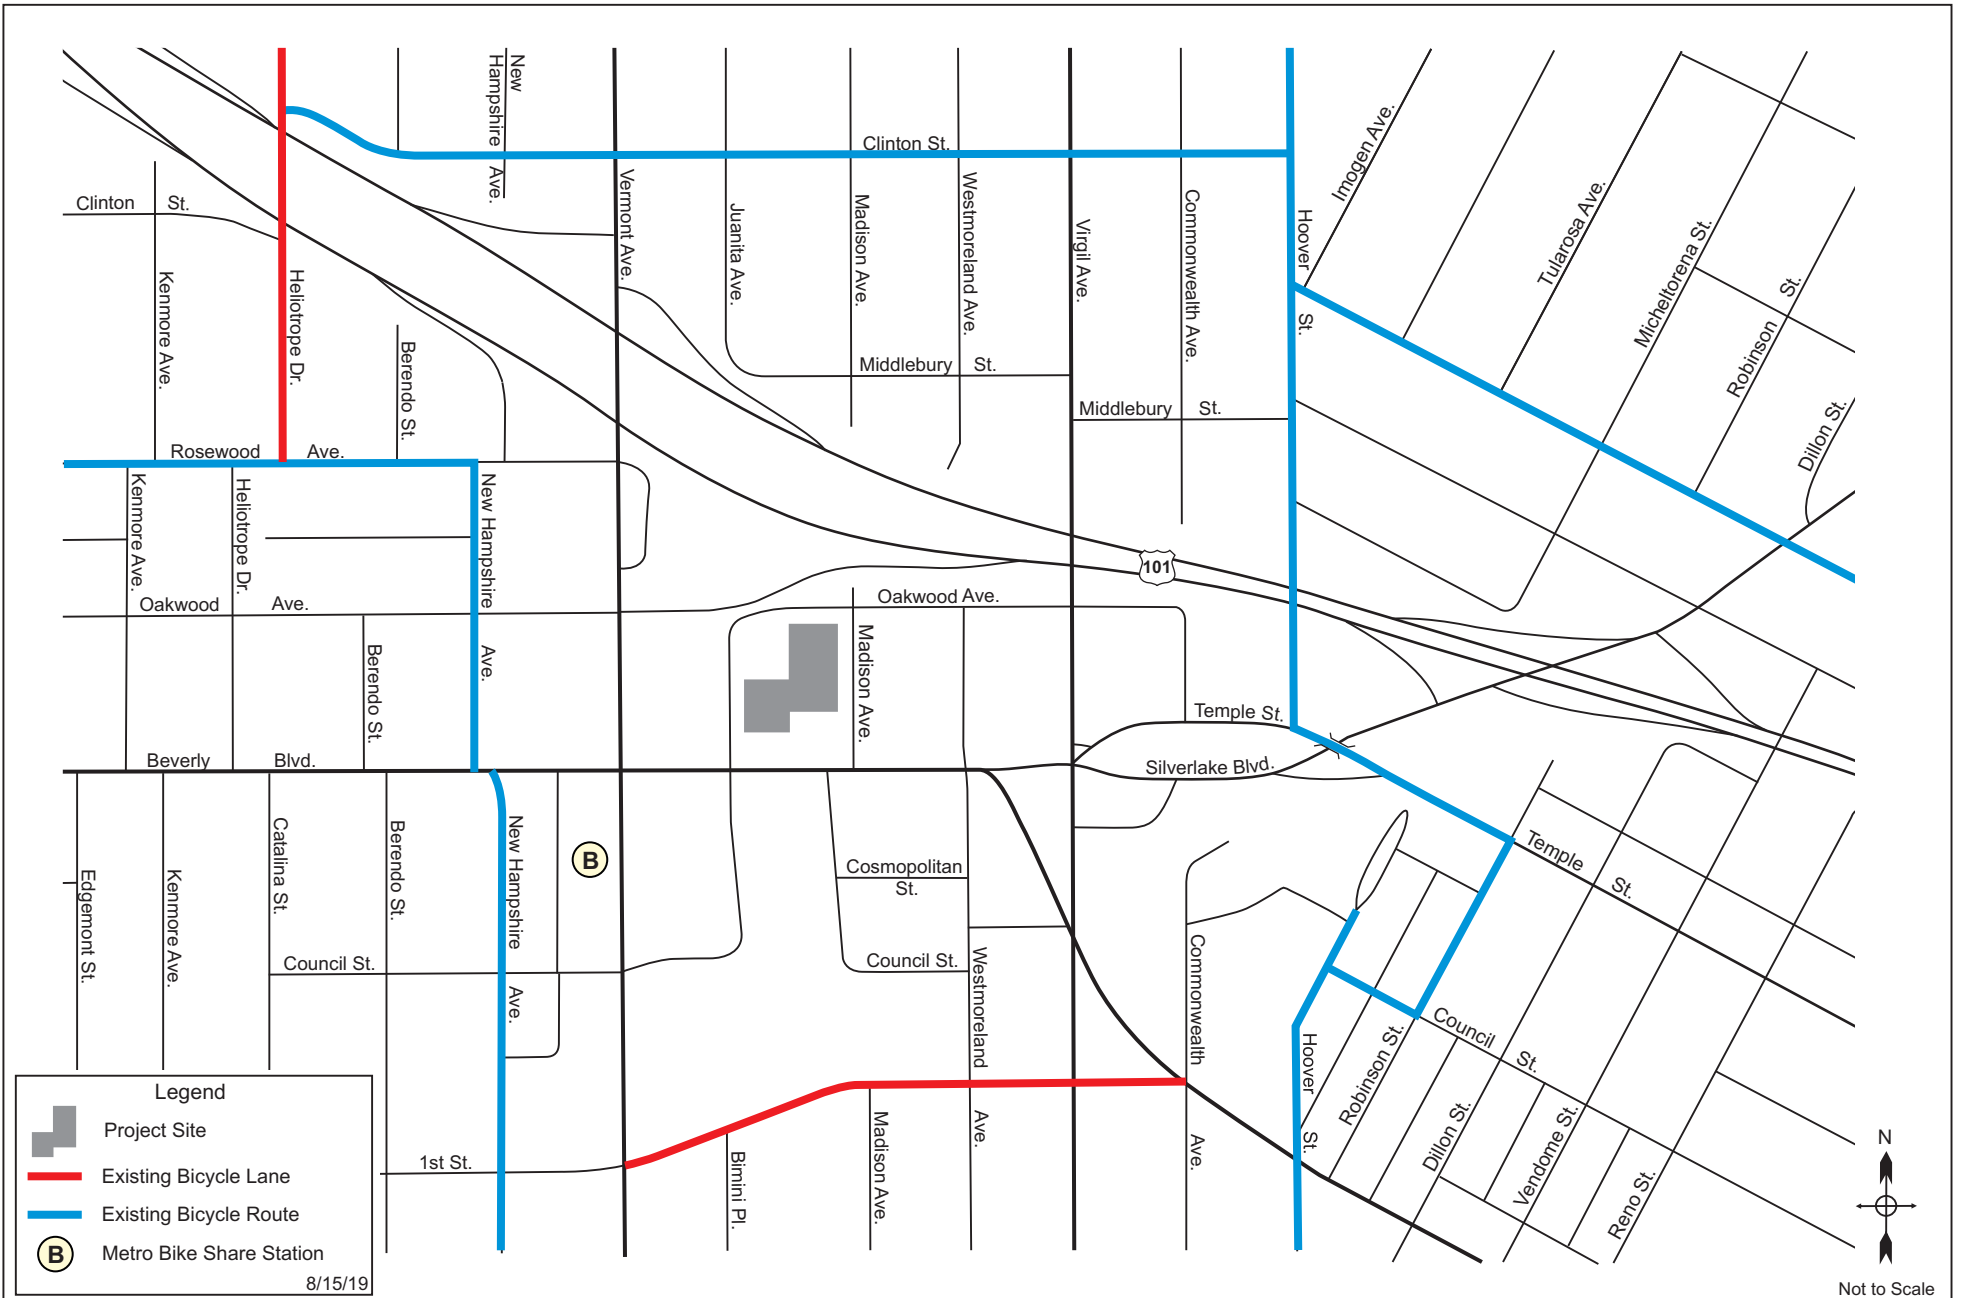 New
Hampshire
Ave.
Clinton St.
Imogen Ave.
Clinton St.
Vermont Ave.
Juanita Ave.
Madison Ave.
Westmoreland Ave.
Virgil Ave.
Commonwealth Ave.
Hoover St.
Tularosa Ave.
Micheltorena St.
Robinson St.
Dillon St.
Kenmore Ave.
Heliotrope Dr.
Berendo St.
Middlebury St.
Middlebury St.
Rosewood Ave.
Kenmore Ave.
Heliotrope Dr.
New Hampshire Ave.
101
Oakwood Ave.
Oakwood Ave.
Berendo St.
Madison Ave.
Temple St.
Silverlake Blvd.
Beverly Blvd.
Edgemont St.
Kenmore Ave.
Catalina St.
Berendo St.
New Hampshire Ave.
B
Cosmopolitan
St.
Temple St.
Council St.
Council St.
Westmoreland Ave.
Commonwealth Ave.
Hoover St.
Council St.
Robinson St.
Dillon St.
Vendome St.
Reno St.
1st St.
Bimini Pl.
Madison Ave.
Legend
Project Site
Existing Bicycle Lane
Existing Bicycle Route
B Metro Bike Share Station
8/15/19
N
Not to Scale